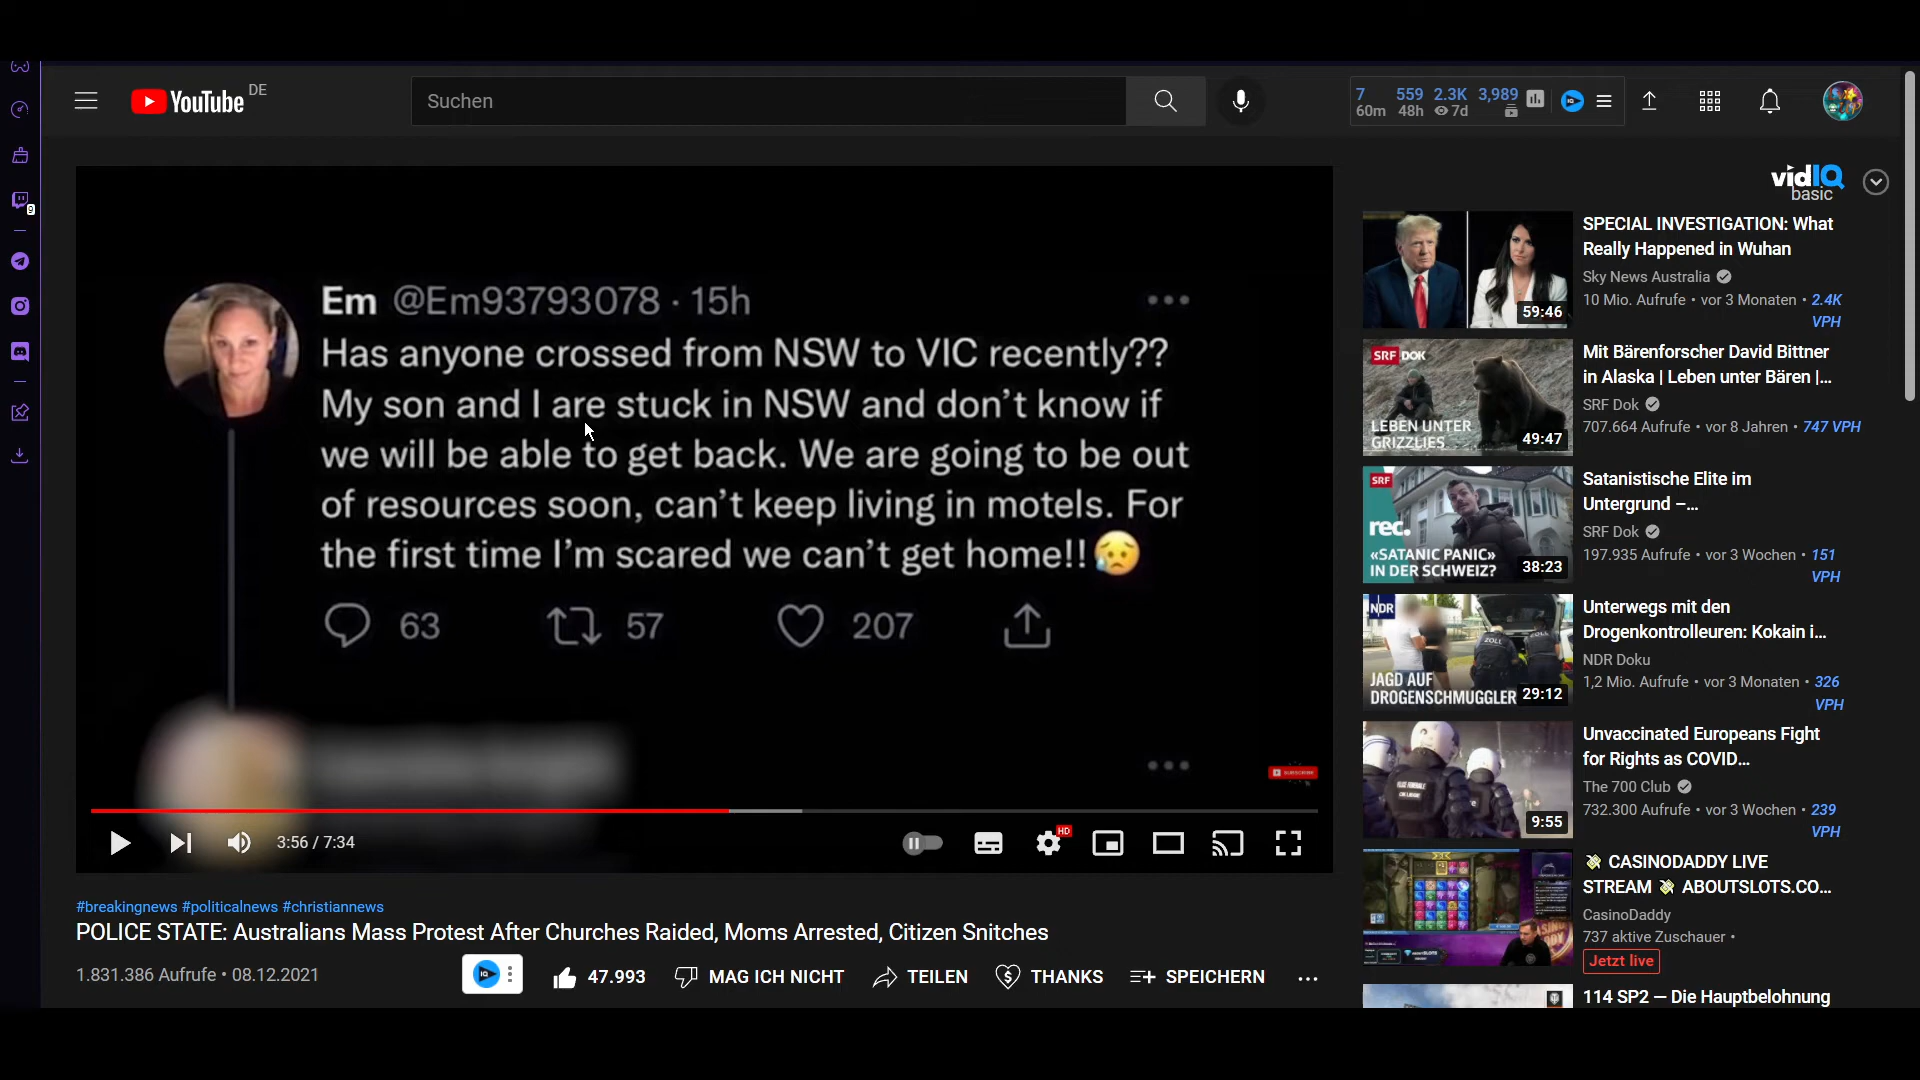 YouTube DE
Suchen
7 559 2.3K 3,989
60m 48h 7d
vidIQ
basic
Em @Em93793078 · 15h
Has anyone crossed from NSW to VIC recently??
My son and I are stuck in NSW and don't know if
we will be able to get back. We are going to be out
of resources soon, can't keep living in motels. For
the first time I'm scared we can't get home!!😥
63 57 207
SUBSCRIBE
3:56 / 7:34
HD
#breakingnews #politicalnews #christiannews
POLICE STATE: Australians Mass Protest After Churches Raided, Moms Arrested, Citizen Snitches
1.831.386 Aufrufe • 08.12.2021
47.993 MAG ICH NICHT TEILEN THANKS SPEICHERN
59:46
SPECIAL INVESTIGATION: What
Really Happened in Wuhan
Sky News Australia
10 Mio. Aufrufe • vor 3 Monaten • 2.4K
VPH
SRF DOK
LEBEN UNTER
GRIZZLIES
49:47
Mit Bärenforscher David Bittner
in Alaska | Leben unter Bären |...
SRF Dok
707.664 Aufrufe • vor 8 Jahren • 747 VPH
SRF
rec.
«SATANIC PANIC»
IN DER SCHWEIZ?
38:23
Satanistische Elite im
Untergrund –...
SRF Dok
197.935 Aufrufe • vor 3 Wochen • 151
VPH
NDR
ZOLL
JAGD AUF
DROGENSCHMUGGLER
29:12
Unterwegs mit den
Drogenkontrolleuren: Kokain i...
NDR Doku
1,2 Mio. Aufrufe • vor 3 Monaten • 326
VPH
9:55
Unvaccinated Europeans Fight
for Rights as COVID...
The 700 Club
732.300 Aufrufe • vor 3 Wochen • 239
VPH
💸 CASINODADDY LIVE
STREAM 💸 ABOUTSLOTS.CO...
CasinoDaddy
737 aktive Zuschauer •
Jetzt live
114 SP2 — Die Hauptbelohnung